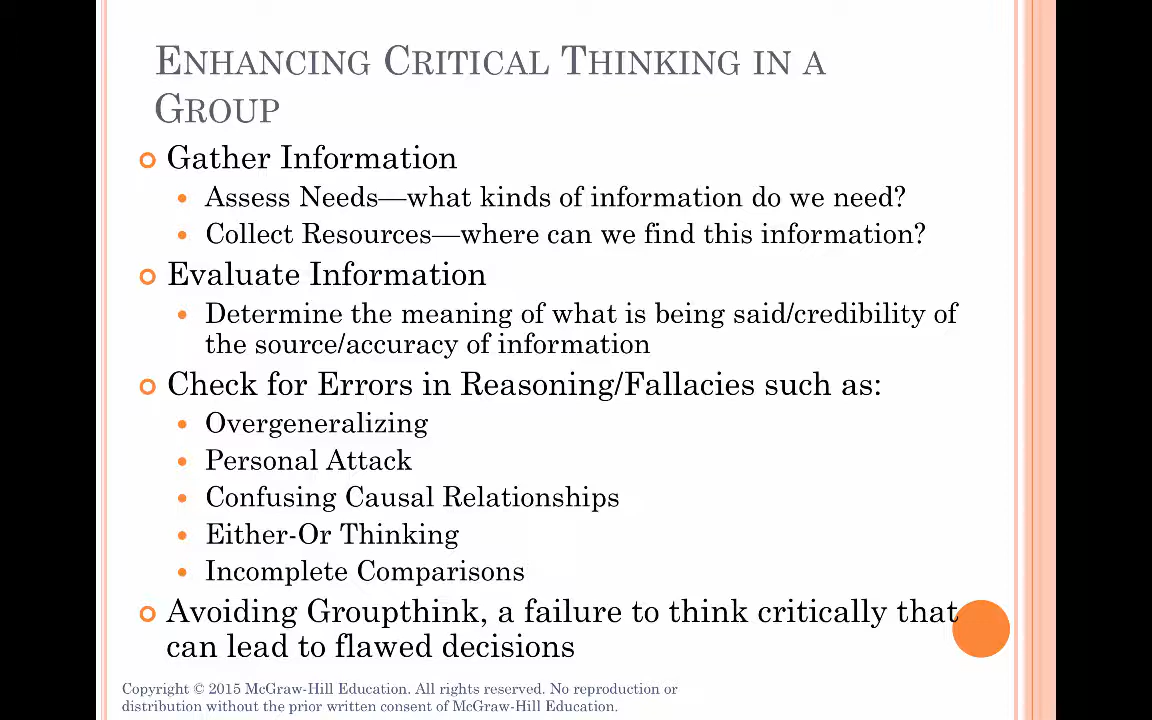 Enhancing Critical Thinking in a
Group
Gather Information
Assess Needs—what kinds of information do we need?
Collect Resources—where can we find this information?
Evaluate Information
Determine the meaning of what is being said/credibility of
the source/accuracy of information
Check for Errors in Reasoning/Fallacies such as:
Overgeneralizing
Personal Attack
Confusing Causal Relationships
Either-Or Thinking
Incomplete Comparisons
Avoiding Groupthink, a failure to think critically that
can lead to flawed decisions
Copyright © 2015 McGraw-Hill Education. All rights reserved. No reproduction or
distribution without the prior written consent of McGraw-Hill Education.